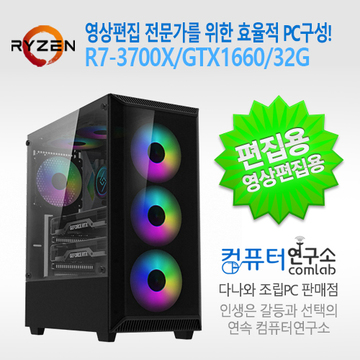 RYZEN
영상편집 전문가를 위한 효율적 PC구성!
R7-3700X/GTX1660/32G
편집용
영상편집용
컴퓨터연구소
comlab
다나와 조립PC 판매점
인생은 갈등과 선택의
연속 컴퓨터연구소